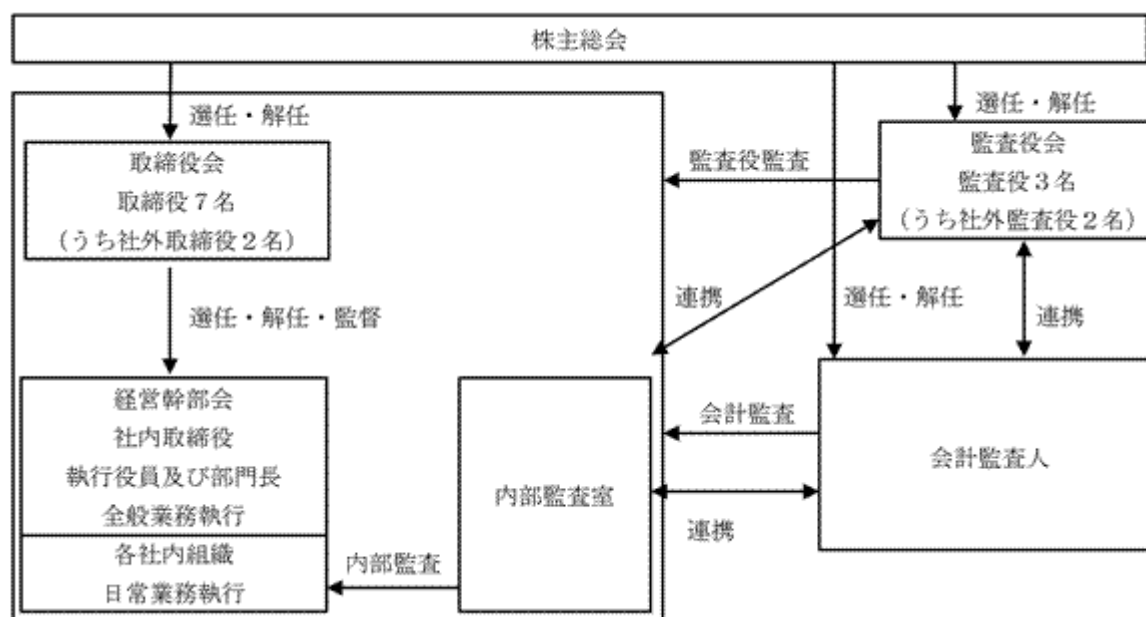 株主総会
選任・解任
選任・解任
取締役会
取締役7名
(うち社外取締役2名)
監査役会
監査役3名
(うち社外監査役2名)
監査役監査
連携
選任・解任
連携
選任・解任・監督
経営幹部会
社内取締役
執行役員及び部門長
全般業務執行
各社内組織
日常業務執行
内部監査
内部監査室
会計監査
連携
会計監査人